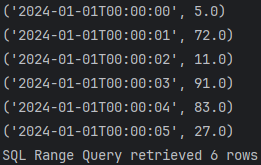 ('2024-01-01T00:00:00', 5.0)
('2024-01-01T00:00:01', 72.0)
('2024-01-01T00:00:02', 11.0)
('2024-01-01T00:00:03', 91.0)
('2024-01-01T00:00:04', 83.0)
('2024-01-01T00:00:05', 27.0)
SQL Range Query retrieved 6 rows